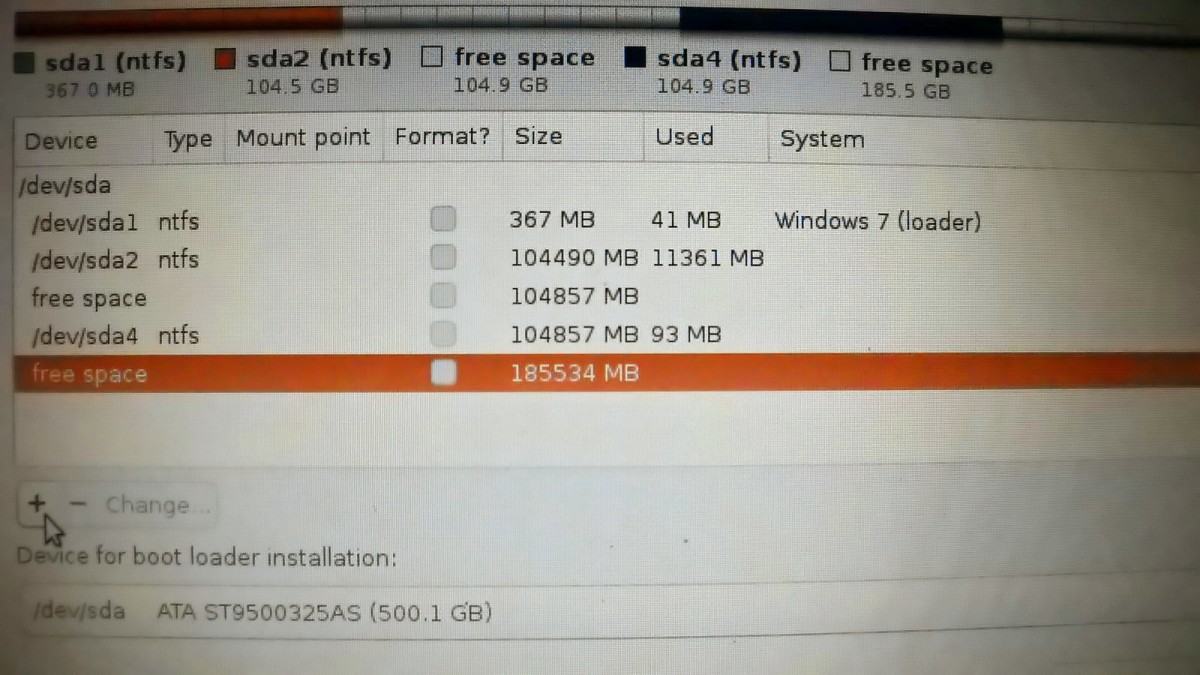 sda1 (ntfs) sda2 (ntfs) free space sda4 (ntfs) free space
367 0 MB 104.5 GB 104.9 GB 104.9 GB 185.5 GB
Device Type Mount point Format? Size Used System
/dev/sda
/dev/sda1 ntfs 367 MB 41 MB Windows 7 (loader)
/dev/sda2 ntfs 104490 MB 11361 MB
free space 104857 MB
/dev/sda4 ntfs 104857 MB 93 MB
free space 185534 MB
+ − Change...
Device for boot loader installation:
/dev/sda ATA ST9500325AS (500.1 GB)